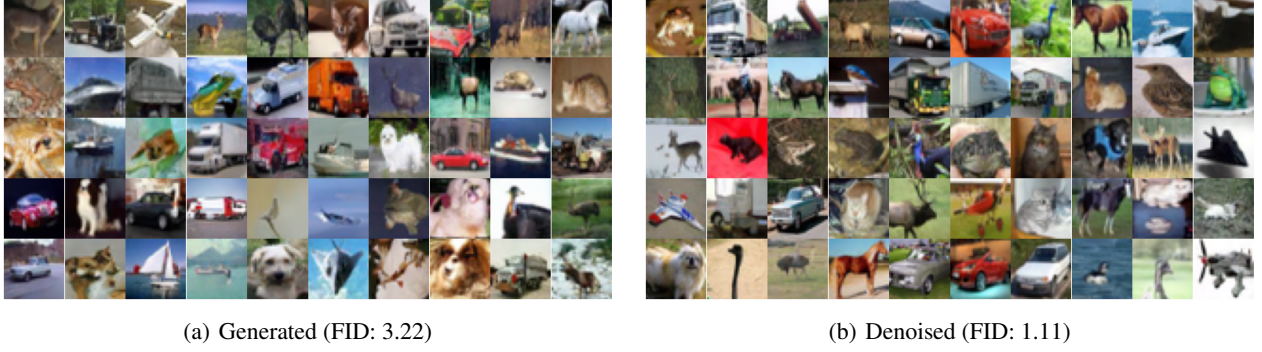 (a) Generated (FID: 3.22)
(b) Denoised (FID: 1.11)